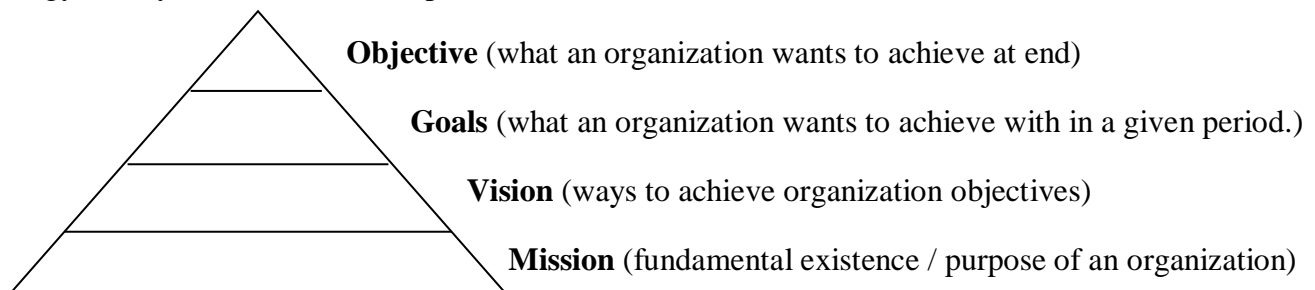 Objective (what an organization wants to achieve at end)
Goals (what an organization wants to achieve with in a given period.)
Vision (ways to achieve organization objectives)
Mission (fundamental existence / purpose of an organization)